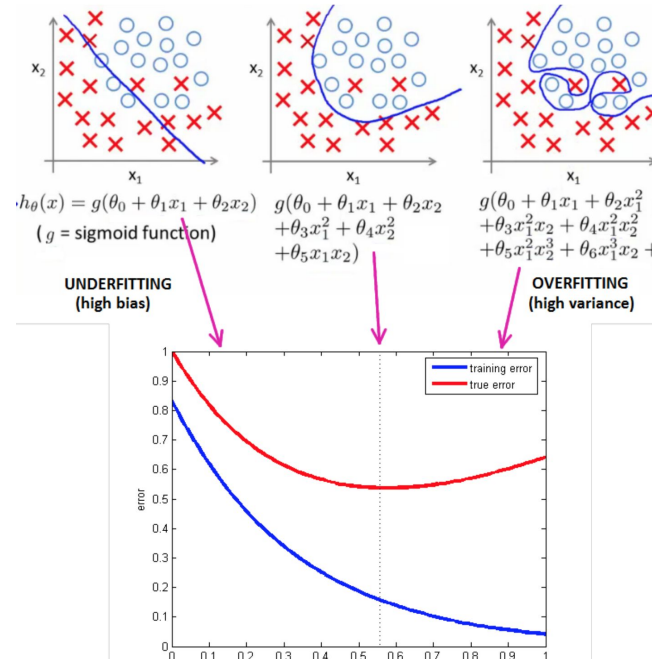 x₂
x₂
x₂
x₁
x₁
x₁
hθ(x) = g(θ₀ + θ₁x₁ + θ₂x₂)
( g = sigmoid function)
g(θ₀ + θ₁x₁ + θ₂x₂
+θ₃x₁² + θ₄x₂²
+θ₅x₁x₂)
g(θ₀ + θ₁x₁ + θ₂x₁²
+θ₃x₁²x₂ + θ₄x₁²x₂²
+θ₅x₁²x₂³ + θ₆x₁³x₂ +
UNDERFITTING
(high bias)
OVERFITTING
(high variance)
training error
true error
1
0.9
0.8
0.7
0.6
0.5
0.4
0.3
0.2
0.1
0
error
0 0.1 0.2 0.3 0.4 0.5 0.6 0.7 0.8 0.9 1